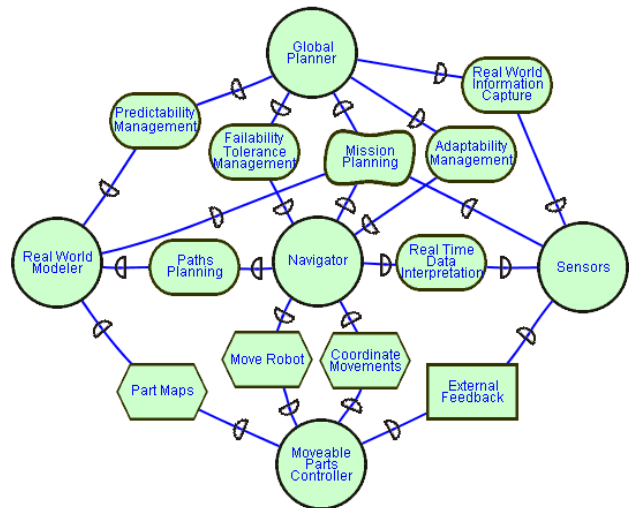 Global
Planner
Real World
Information
Capture
Predictability
Management
Failability
Tolerance
Management
Mission
Planning
Adaptability
Management
Real World
Modeler
Paths
Planning
Navigator
Real Time
Data
Interpretation
Sensors
Move Robot
Coordinate
Movements
Part Maps
External
Feedback
Moveable
Parts
Controller